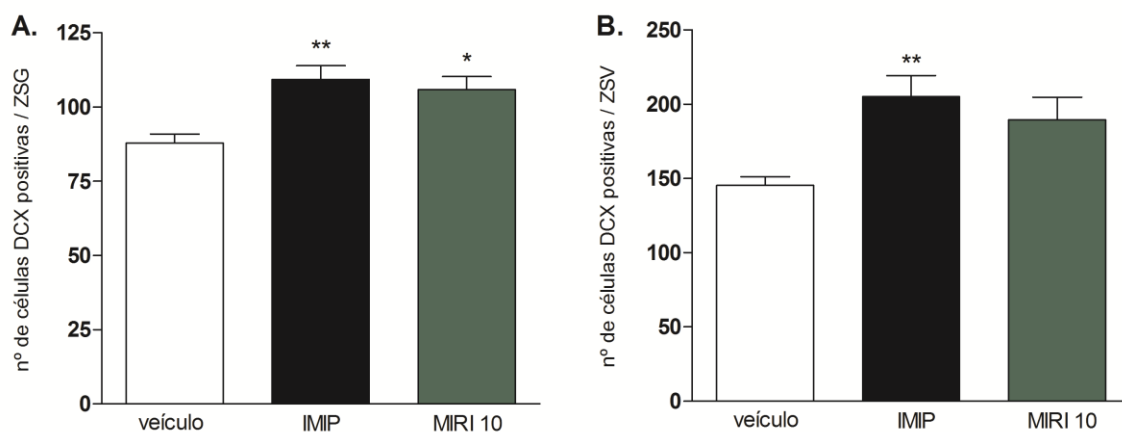 A.
nº de células DCX positivas / ZSG
125
100
75
50
25
0
**
*
veículo
IMIP
MIRI 10
B.
nº de células DCX positivas / ZSV
250
200
150
100
50
0
**
veículo
IMIP
MIRI 10